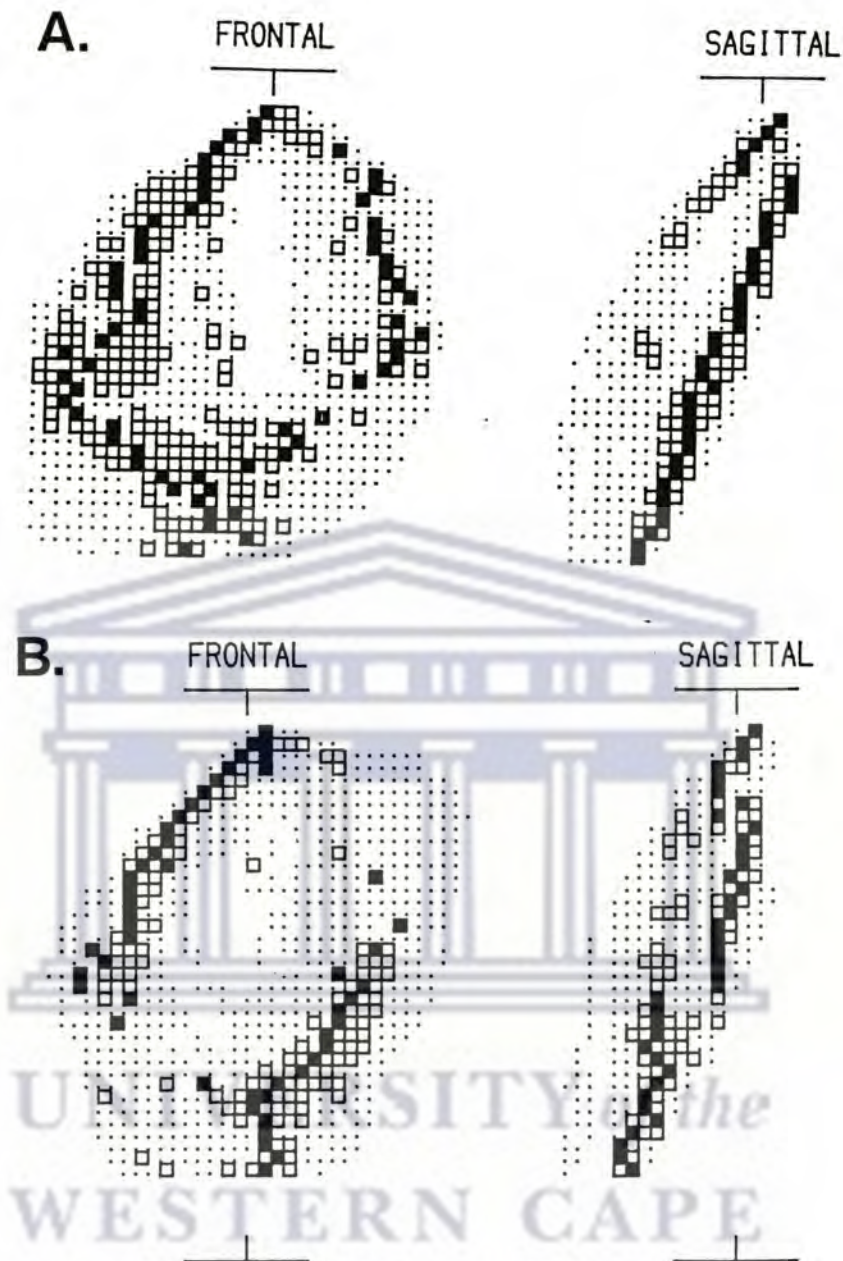 A.
FRONTAL
SAGITTAL
B.
FRONTAL
SAGITTAL
UNIVERSITY of the
WESTERN CAPE